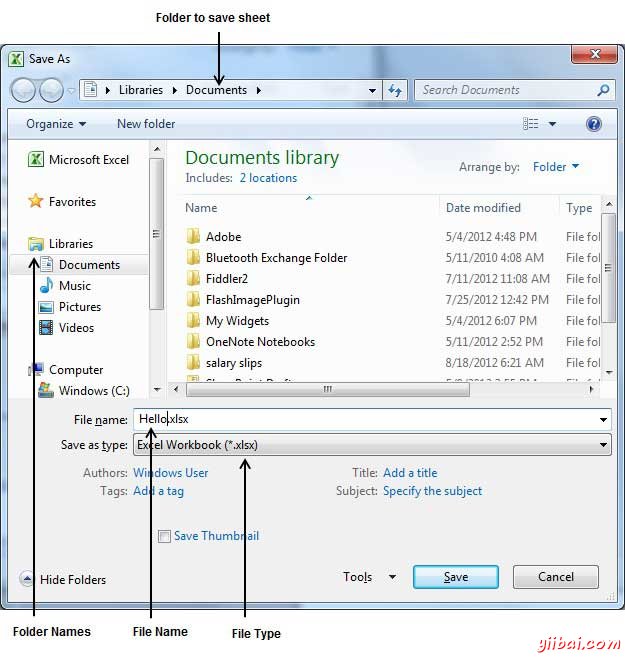 Folder to save sheet
Save As
Libraries Documents Search Documents
Organize New folder
Microsoft Excel
Favorites
Libraries
Documents
Music
Pictures
Videos
Computer
Windows (C:)
Documents library
Includes: 2 locations
Arrange by: Folder
Name Date modified Type
Adobe 5/4/2012 4:48 PM File fol
Bluetooth Exchange Folder 5/11/2010 4:08 AM File fol
Fiddler2 7/11/2012 11:08 AM File fol
FlashImagePlugin 7/25/2012 12:42 PM File fol
My Widgets 5/4/2012 6:07 PM File fol
OneNote Notebooks 5/11/2012 2:52 PM File fol
salary slips 8/18/2012 6:21 AM File fol
File name: Hello.xlsx
Save as type: Excel Workbook (*.xlsx)
Authors: Windows User Title: Add a title
Tags: Add a tag Subject: Specify the subject
Save Thumbnail
Hide Folders Tools Save Cancel
Folder Names File Name File Type
yiibai.com